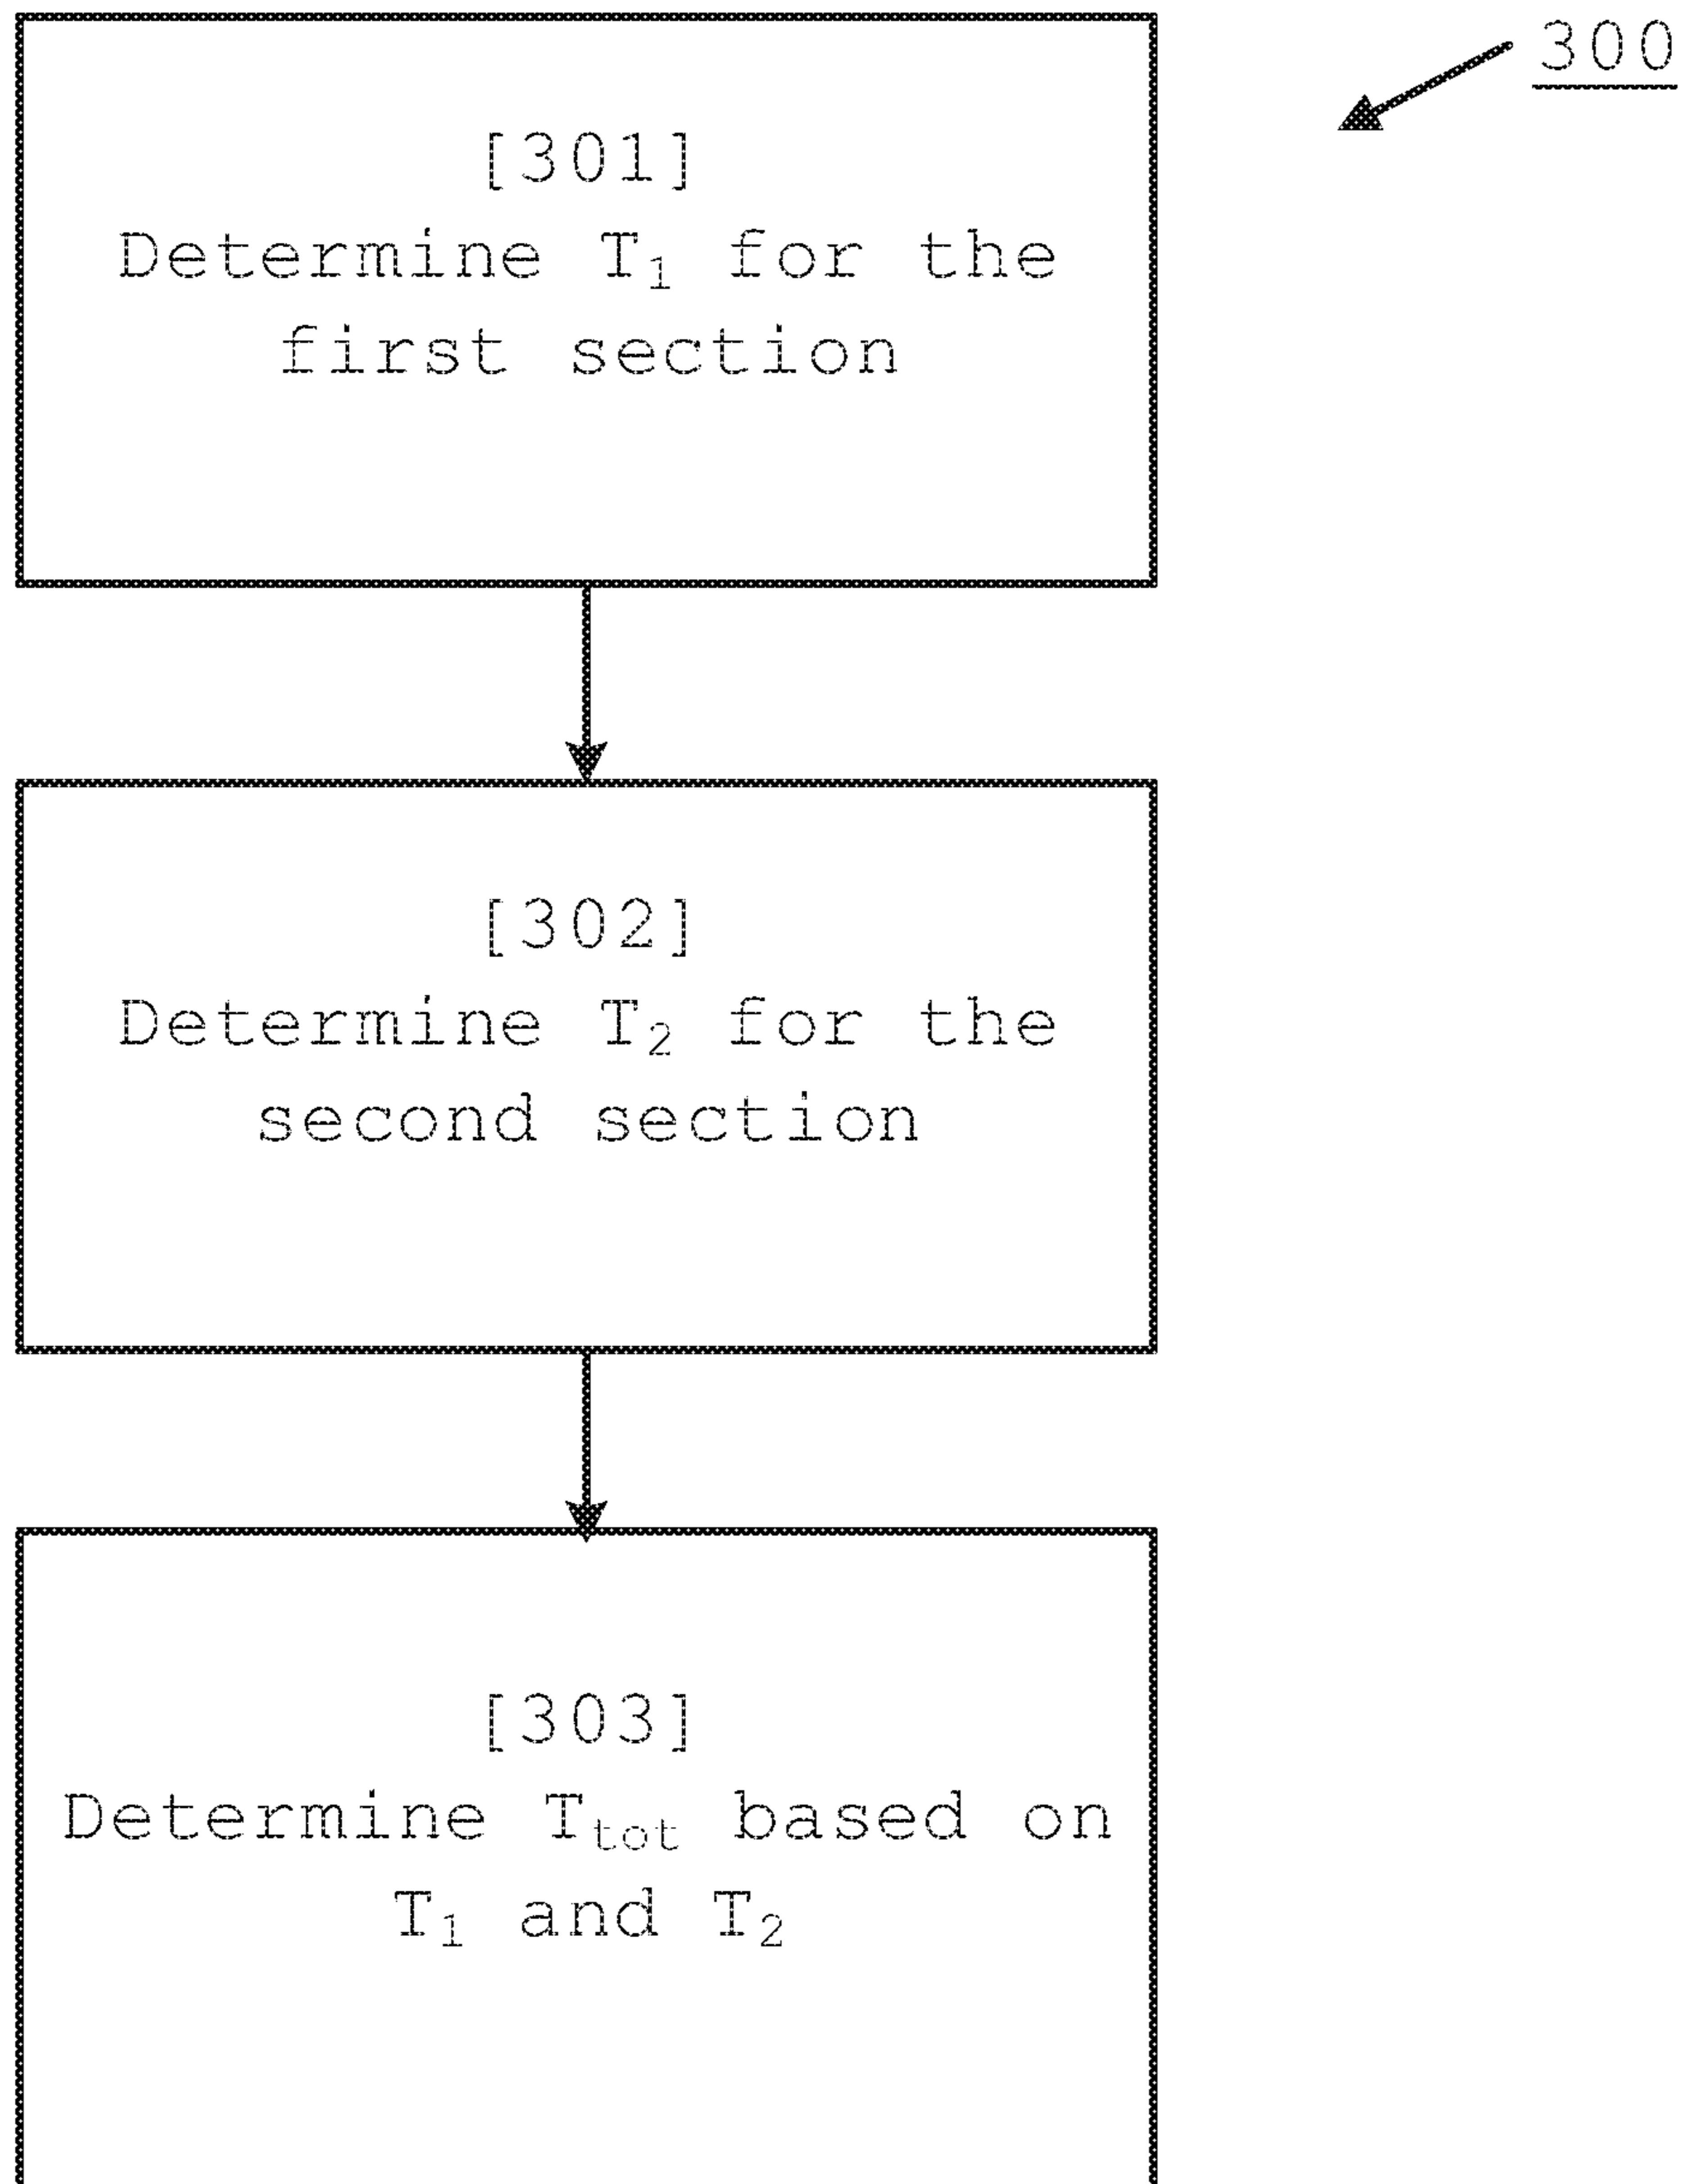 300
[301]
Determine T₁ for the
first section
[302]
Determine T₂ for the
second section
[303]
Determine Tₜₒₜ based on
T₁ and T₂